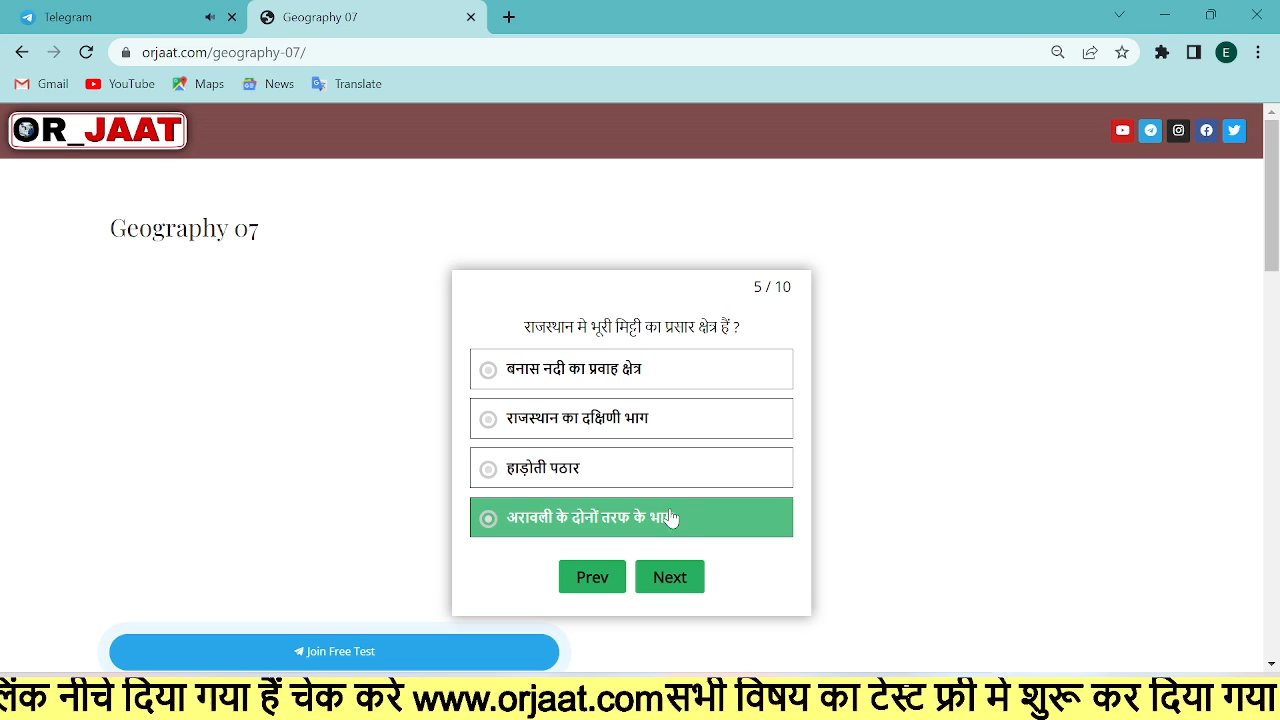 Telegram
Geography 07
orjaat.com/geography-07/
E
Gmail
YouTube
Maps
News
Translate
OR_JAAT
Geography 07
5 / 10
राजस्थान मे भूरी मिट्टी का प्रसार क्षेत्र हैं ?
बनास नदी का प्रवाह क्षेत्र
राजस्थान का दक्षिणी भाग
हाड़ोती पठार
अरावली के दोनों तरफ के
Prev
Next
Join Free Test
नीचे दिया गया हैं चेक करे www.orjaat.comसभी विषय का टेस्ट फ्री मे शुरू कर दिया गया